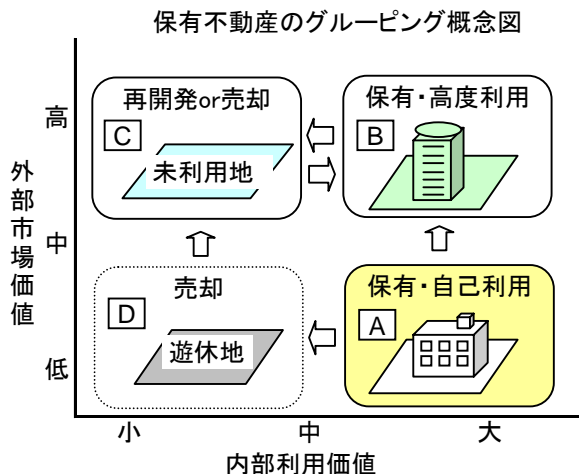 保有不動産のグルーピング概念図
外部市場価値
高
中
低
再開発or売却
C
未利用地
保有・高度利用
B
売却
D
遊休地
保有・自己利用
A
小
中
大
内部利用価値